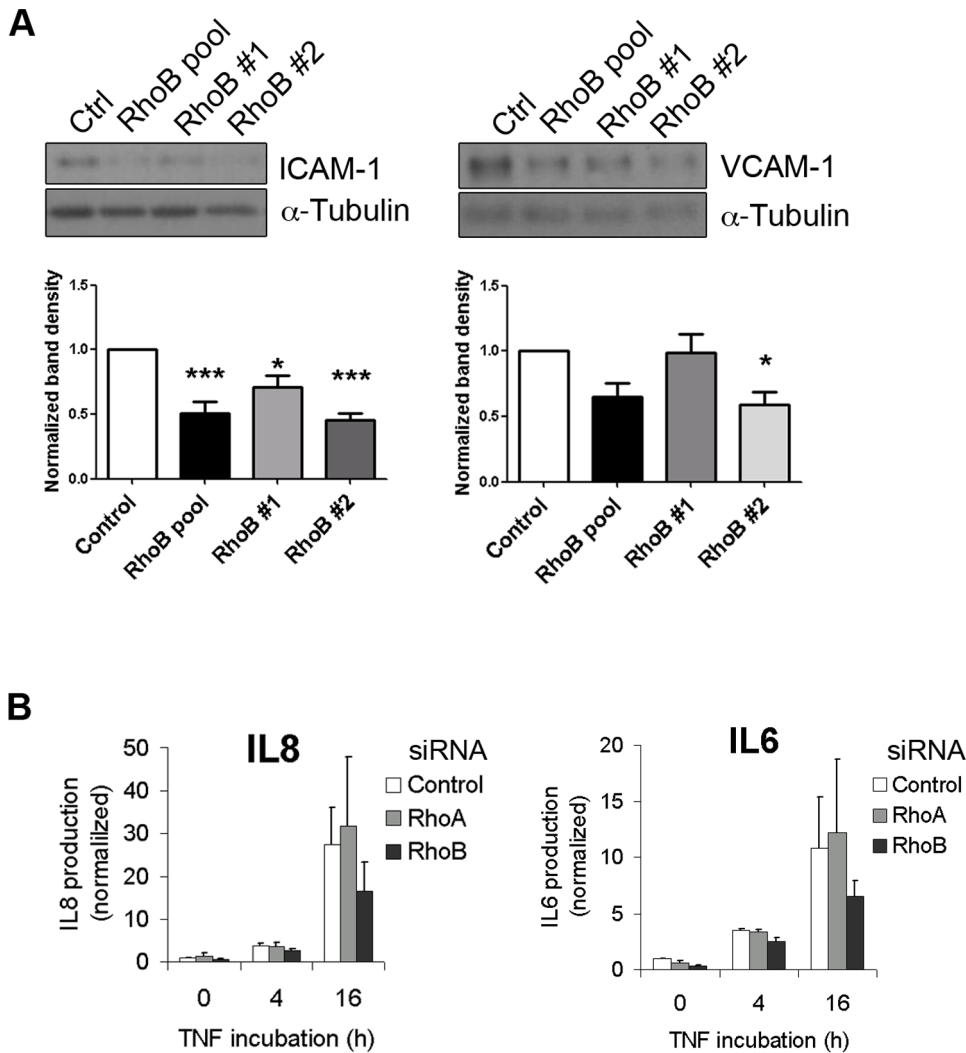 A
Ctrl
RhoB pool
RhoB #1
RhoB #2
ICAM-1
α-Tubulin
Ctrl
RhoB pool
RhoB #1
RhoB #2
VCAM-1
α-Tubulin
Normalized band density
1.5
1.0
0.5
0.0
***
*
***
Control
RhoB pool
RhoB #1
RhoB #2
Normalized band density
1.5
1.0
0.5
0.0
*
Control
RhoB pool
RhoB #1
RhoB #2
B
IL8
IL8 production
(normalilzed)
50
40
30
20
10
0
0 4 16
TNF incubation (h)
siRNA
Control
RhoA
RhoB
IL6
IL6 production
(normalized)
20
15
10
5
0
0 4 16
TNF incubation (h)
siRNA
Control
RhoA
RhoB